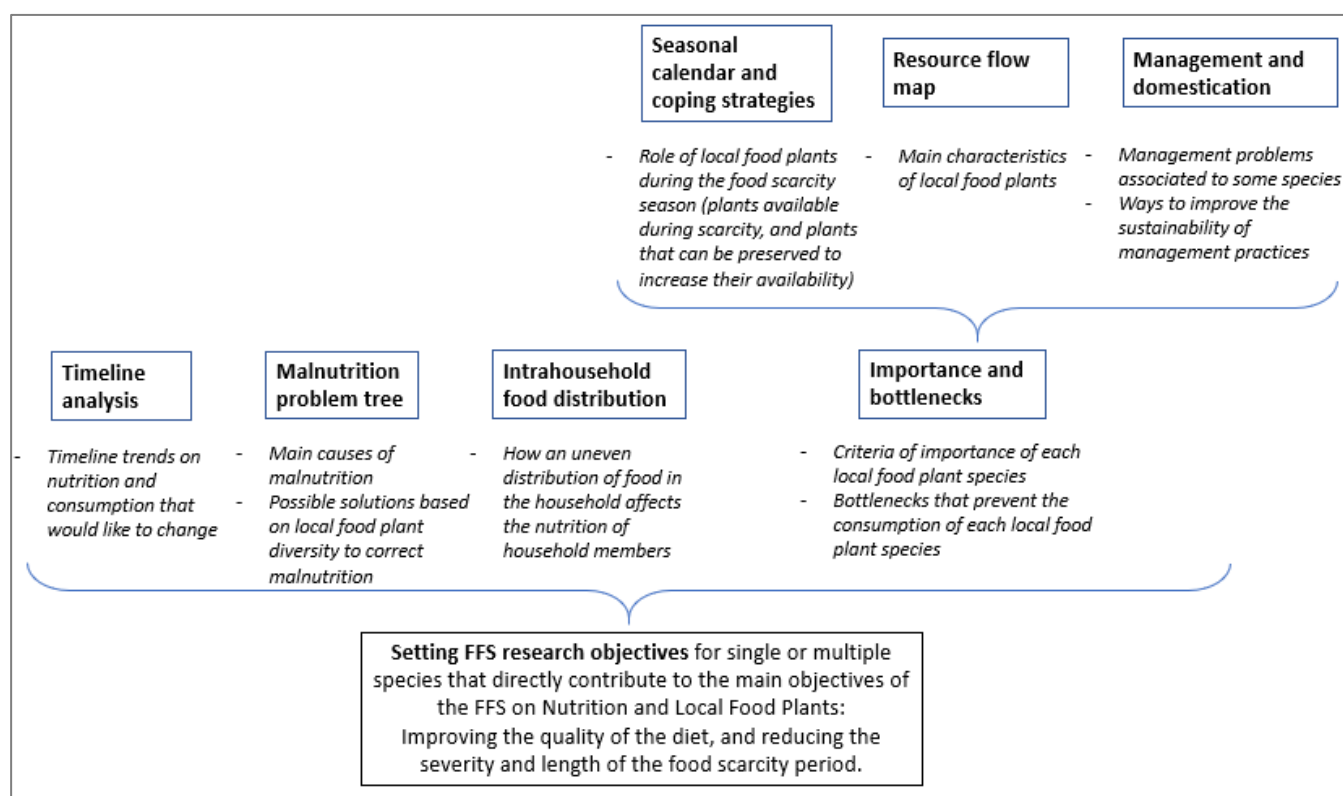 Seasonal
calendar and
coping strategies
- Role of local food plants
during the food scarcity
season (plants available
during scarcity, and plants
that can be preserved to
increase their availability)
Resource flow
map
- Main characteristics
of local food plants
Management and
domestication
- Management problems
associated to some species
- Ways to improve the
sustainability of
management practices
Timeline
analysis
- Timeline trends on
nutrition and
consumption that
would like to change
Malnutrition
problem tree
- Main causes of
malnutrition
- Possible solutions based
on local food plant
diversity to correct
malnutrition
Intrahousehold
food distribution
- How an uneven
distribution of food in
the household affects
the nutrition of
household members
Importance and
bottlenecks
- Criteria of importance of each
local food plant species
- Bottlenecks that prevent the
consumption of each local food
plant species
Setting FFS research objectives for single or multiple
species that directly contribute to the main objectives of
the FFS on Nutrition and Local Food Plants:
Improving the quality of the diet, and reducing the
severity and length of the food scarcity period.